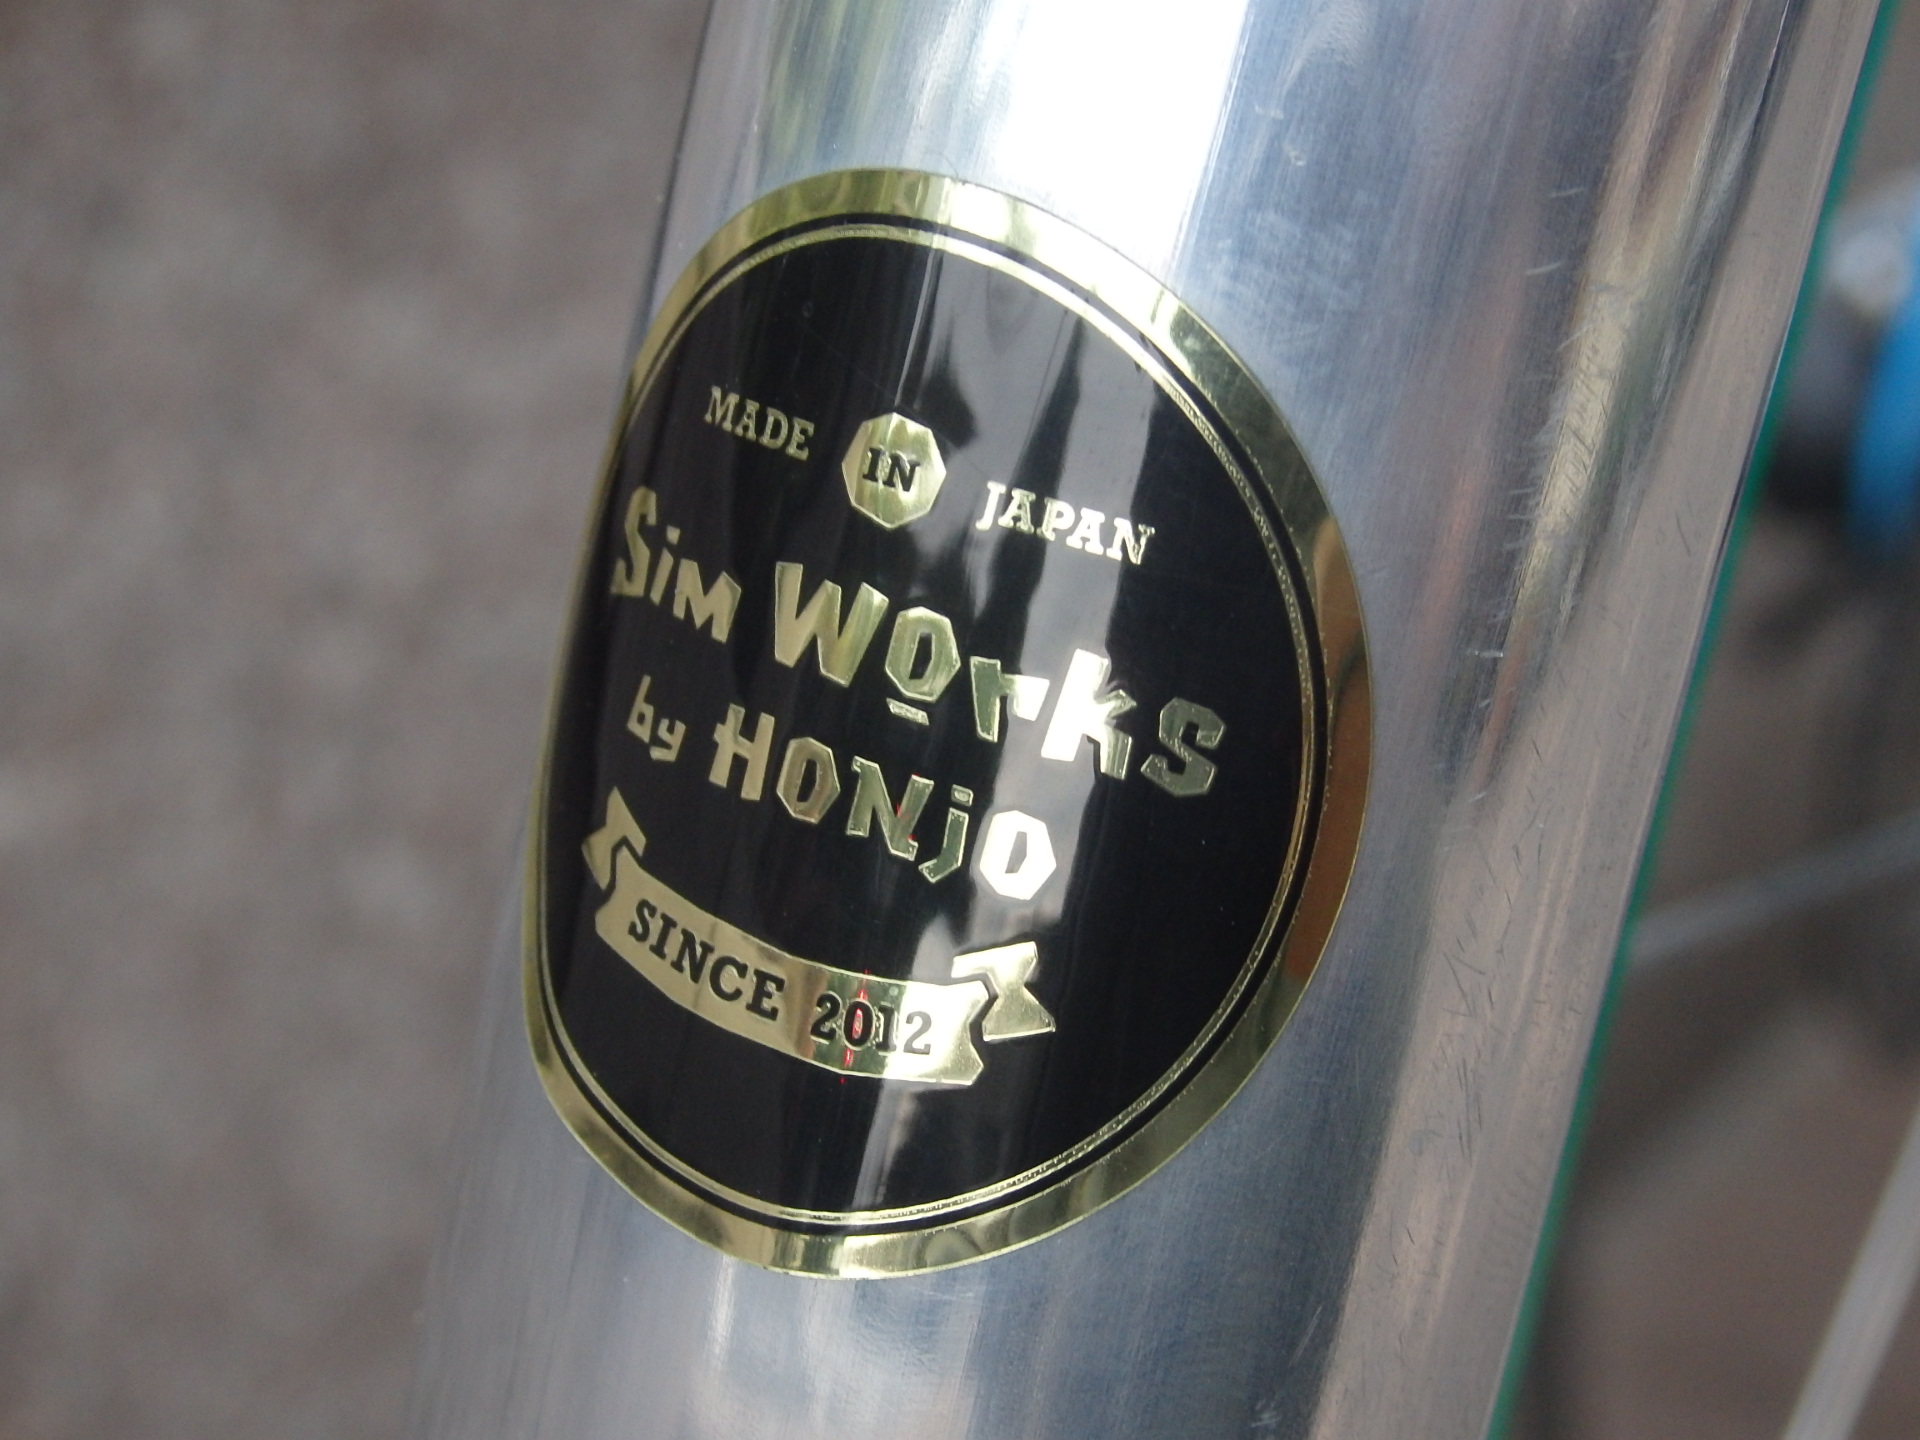 MADE IN JAPAN
Sim Works
by HONjO
SINCE 2012